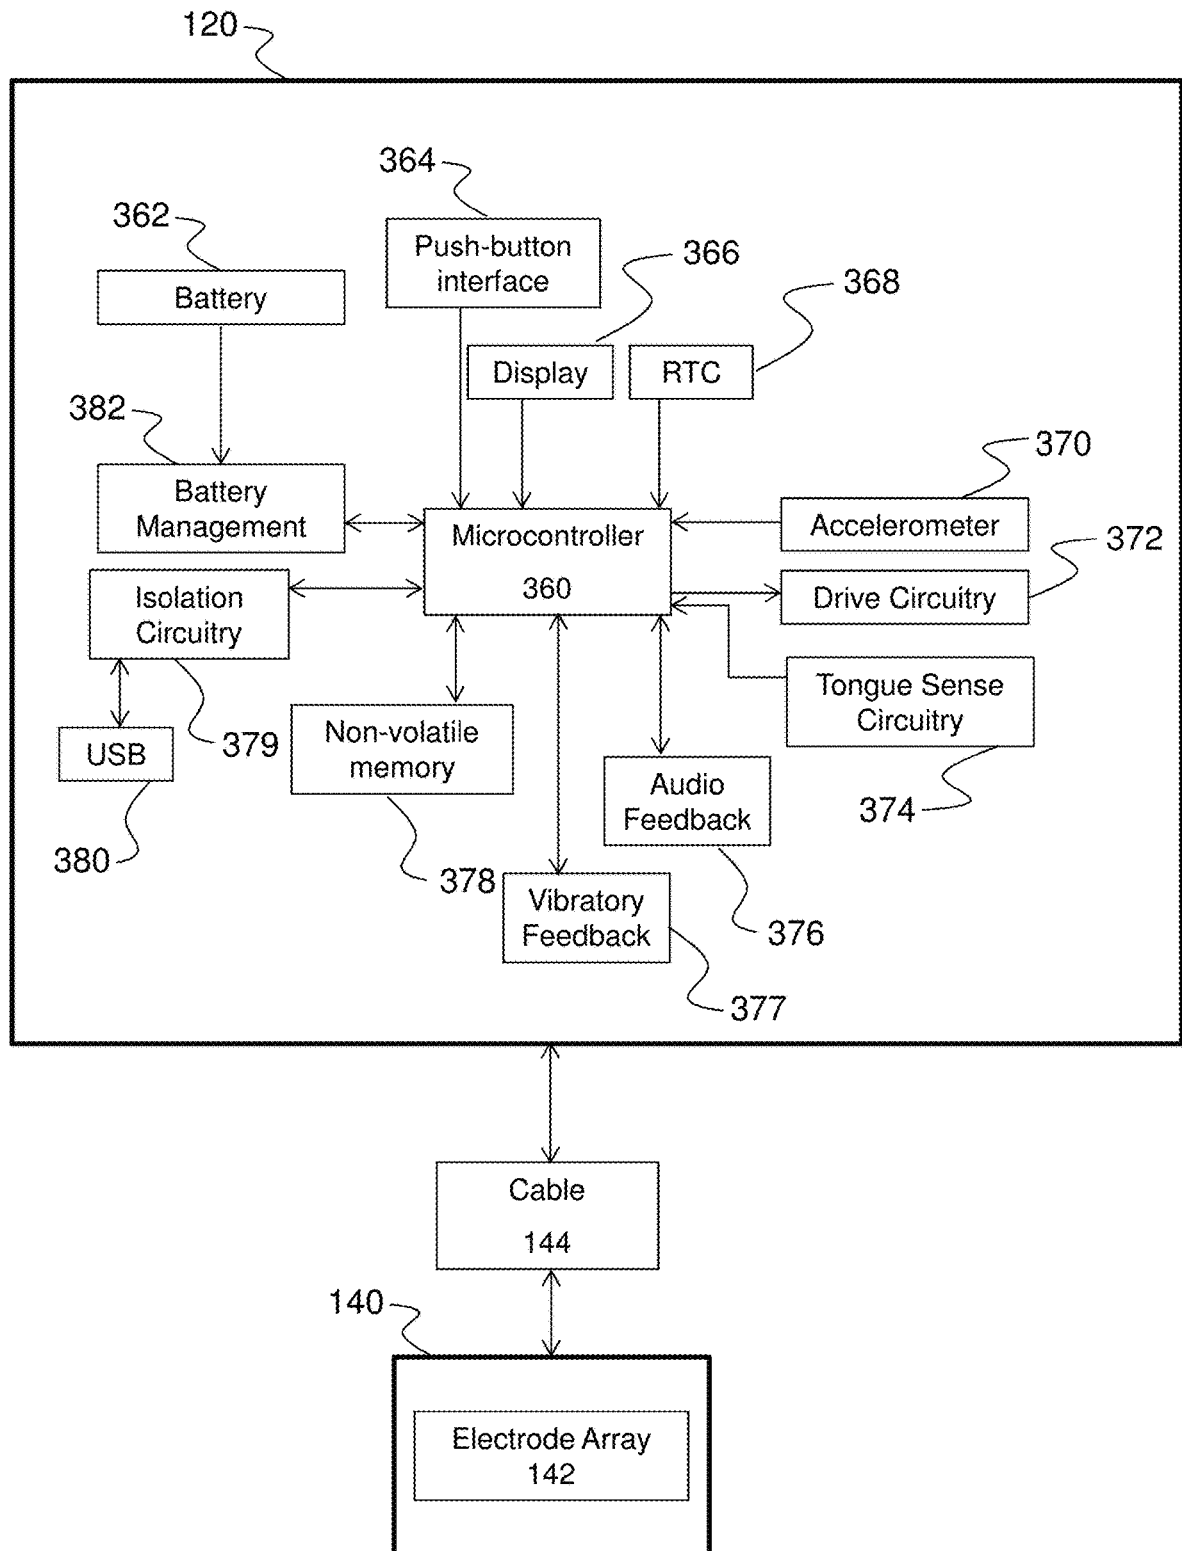 120
364
Push-button
interface
362
Battery
366
368
Display
RTC
382
Battery
Management
370
Accelerometer
Microcontroller
360
372
Drive Circuitry
Isolation
Circuitry
Tongue Sense
Circuitry
379
USB
Non-volatile
memory
Audio
Feedback
374
380
378
Vibratory
Feedback
376
377
Cable
144
140
Electrode Array
142